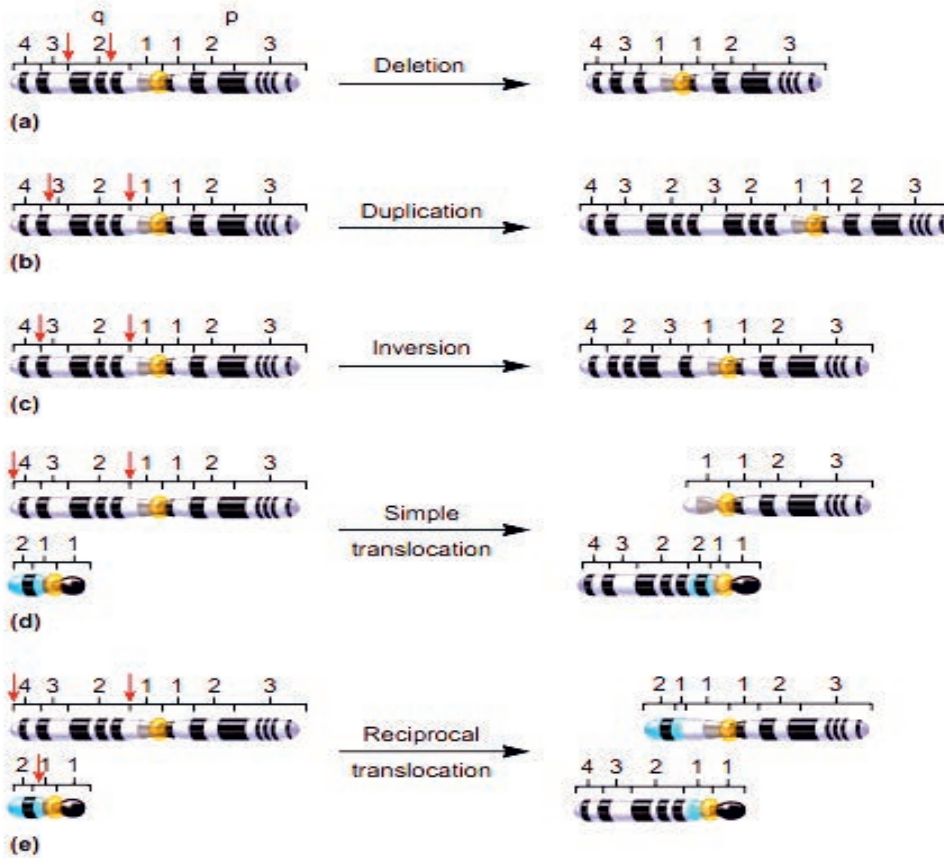 q p
4 3 2 1 1 2 3
Deletion
4 3 1 1 2 3
(a)
4 3 2 1 1 2 3
Duplication
4 3 2 3 2 1 1 2 3
(b)
4 3 2 1 1 2 3
Inversion
4 2 3 1 1 2 3
(c)
4 3 2 1 1 2 3
Simple
translocation
1 1 2 3
2 1 1
4 3 2 2 1 1
(d)
4 3 2 1 1 2 3
Reciprocal
translocation
2 1 1 1 2 3
2 1 1
4 3 2 1 1
(e)